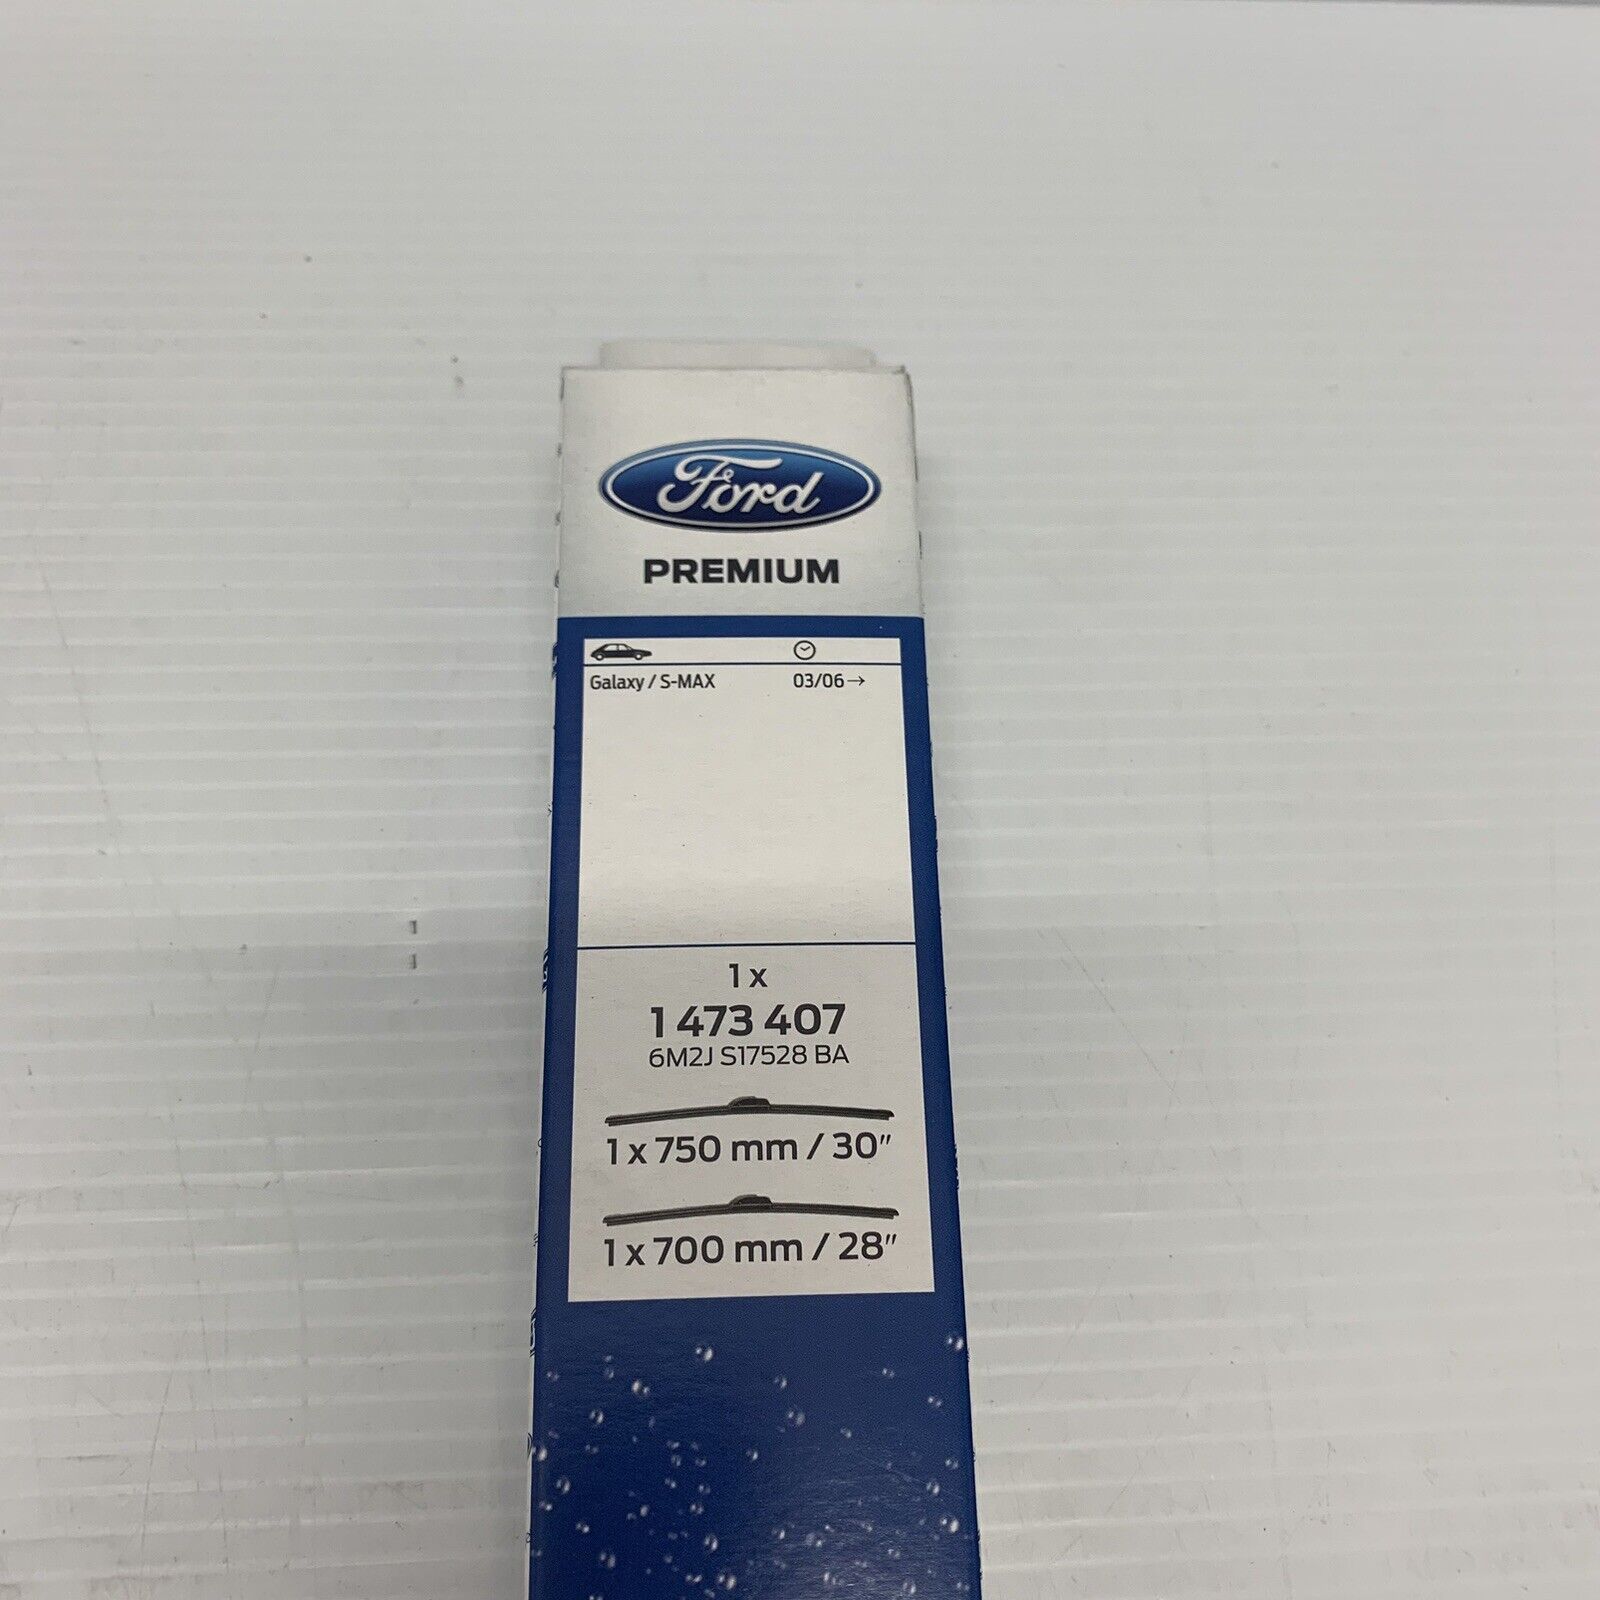 Ford
PREMIUM
Galaxy / S-MAX 03/06→
1 x
1 473 407
6M2J S17528 BA
1 x 750 mm / 30″
1 x 700 mm / 28″